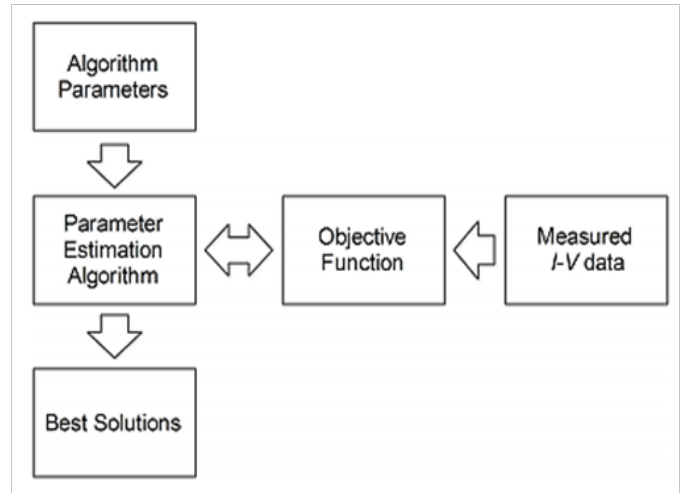 Algorithm
Parameters
Parameter
Estimation
Algorithm
Objective
Function
Measured
I-V data
Best Solutions